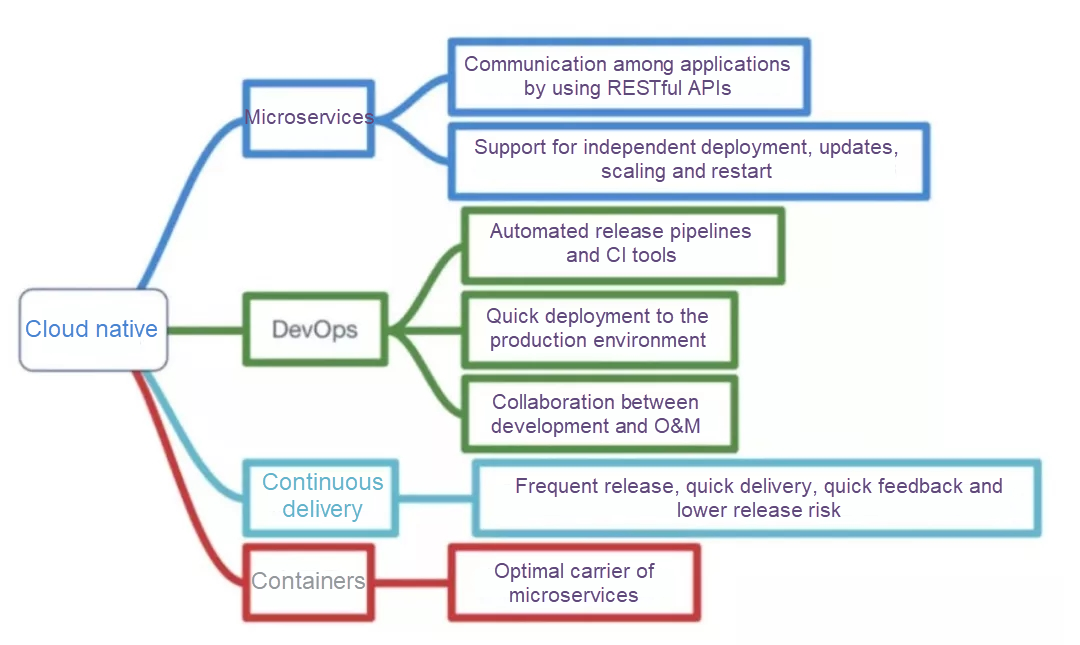 Communication among applications
by using RESTful APIs
Microservices
Support for independent deployment, updates,
scaling and restart
Automated release pipelines
and CI tools
Cloud native
DevOps
Quick deployment to the
production environment
Collaboration between
development and O&M
Continuous
delivery
Frequent release, quick delivery, quick feedback and
lower release risk
Containers
Optimal carrier of
microservices